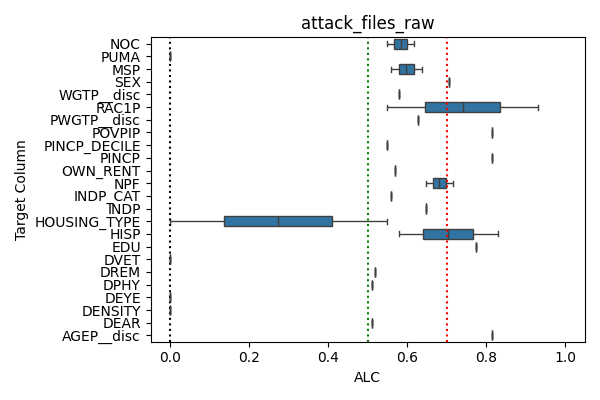 attack_files_raw
NOC
PUMA
MSP
SEX
WGTP__disc
RAC1P
PWGTP__disc
POVPIP
PINCP_DECILE
PINCP
OWN_RENT
NPF
INDP_CAT
INDP
HOUSING_TYPE
HISP
EDU
DVET
DREM
DPHY
DEYE
DENSITY
DEAR
AGEP__disc
Target Column
0.0 0.2 0.4 0.6 0.8 1.0
ALC